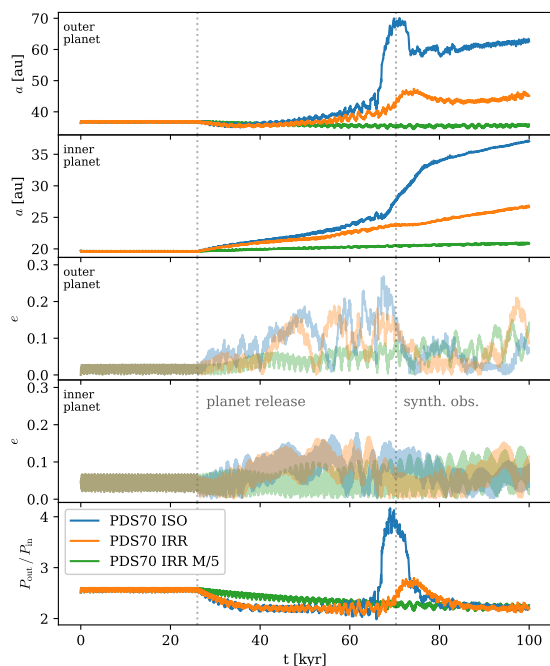 outer
planet
a [au]
70
60
50
40
inner
planet
a [au]
35
30
25
20
outer
planet
e
0.3
0.2
0.1
0.0
inner
planet
e
0.3
0.2
0.1
0.0
planet release
synth. obs.
P_out / P_in
4
3
2
PDS70 ISO
PDS70 IRR
PDS70 IRR M/5
0 20 40 60 80 100
t [kyr]